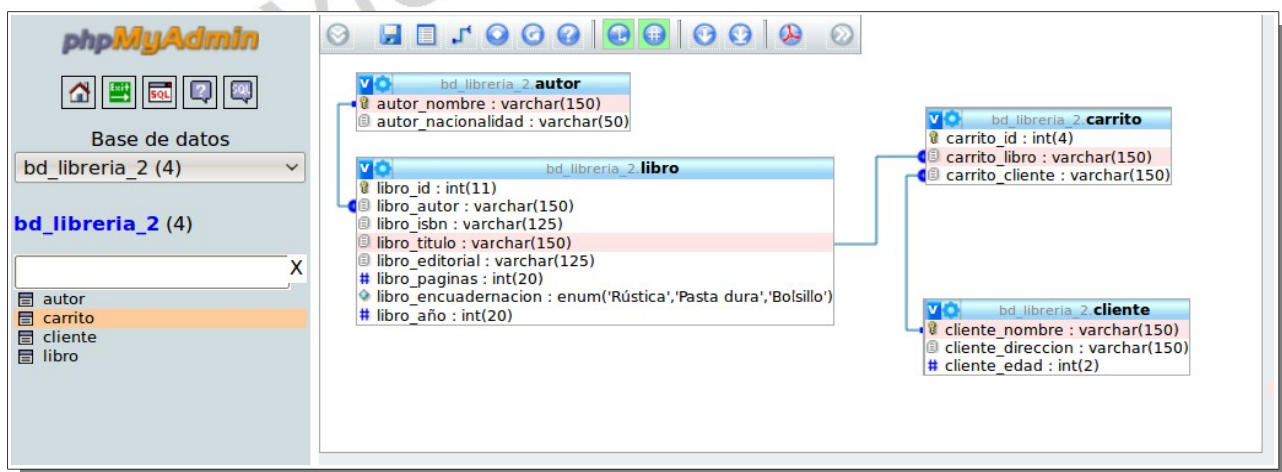 phpMyAdmin
Exit
SQL
?
SQL
Base de datos
bd_libreria_2 (4)
bd_libreria_2 (4)
X
autor
carrito
cliente
libro
?
V bd_libreria_2.autor
autor_nombre : varchar(150)
autor_nacionalidad : varchar(50)
V bd_libreria_2.libro
libro_id : int(11)
libro_autor : varchar(150)
libro_isbn : varchar(125)
libro_titulo : varchar(150)
libro_editorial : varchar(125)
# libro_paginas : int(20)
libro_encuadernacion : enum('Rústica','Pasta dura','Bolsillo')
# libro_año : int(20)
V bd_libreria_2.carrito
carrito_id : int(4)
carrito_libro : varchar(150)
carrito_cliente : varchar(150)
V bd_libreria_2.cliente
cliente_nombre : varchar(150)
cliente_direccion : varchar(150)
# cliente_edad : int(2)